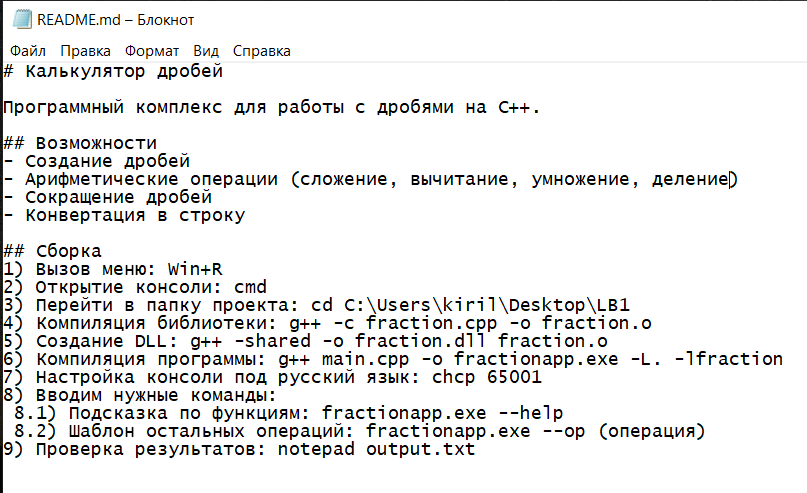 README.md – Блокнот
Файл Правка Формат Вид Справка
# Калькулятор дробей
Программный комплекс для работы с дробями на C++.
## Возможности
- Создание дробей
- Арифметические операции (сложение, вычитание, умножение, деление)
- Сокращение дробей
- Конвертация в строку
## Сборка
1) Вызов меню: Win+R
2) Открытие консоли: cmd
3) Перейти в папку проекта: cd C:\Users\kiril\Desktop\LB1
4) Компиляция библиотеки: g++ -c fraction.cpp -o fraction.o
5) Создание DLL: g++ -shared -o fraction.dll fraction.o
6) Компиляция программы: g++ main.cpp -o fractionapp.exe -L. -lfraction
7) Настройка консоли под русский язык: chcp 65001
8) Вводим нужные команды:
8.1) Подсказка по функциям: fractionapp.exe --help
8.2) Шаблон остальных операций: fractionapp.exe --op (операция)
9) Проверка результатов: notepad output.txt